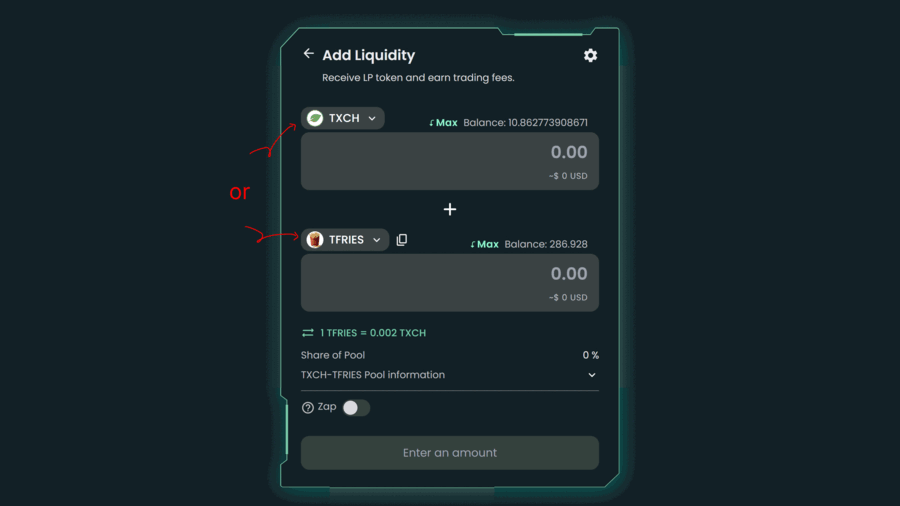 Add Liquidity
Receive LP token and earn trading fees.
TXCH
Max Balance: 10.862773908671
0.00
~$ 0 USD
or
+
TFRIES
Max Balance: 286.928
0.00
~$ 0 USD
1 TFRIES = 0.002 TXCH
Share of Pool 0 %
TXCH-TFRIES Pool information
Zap
Enter an amount